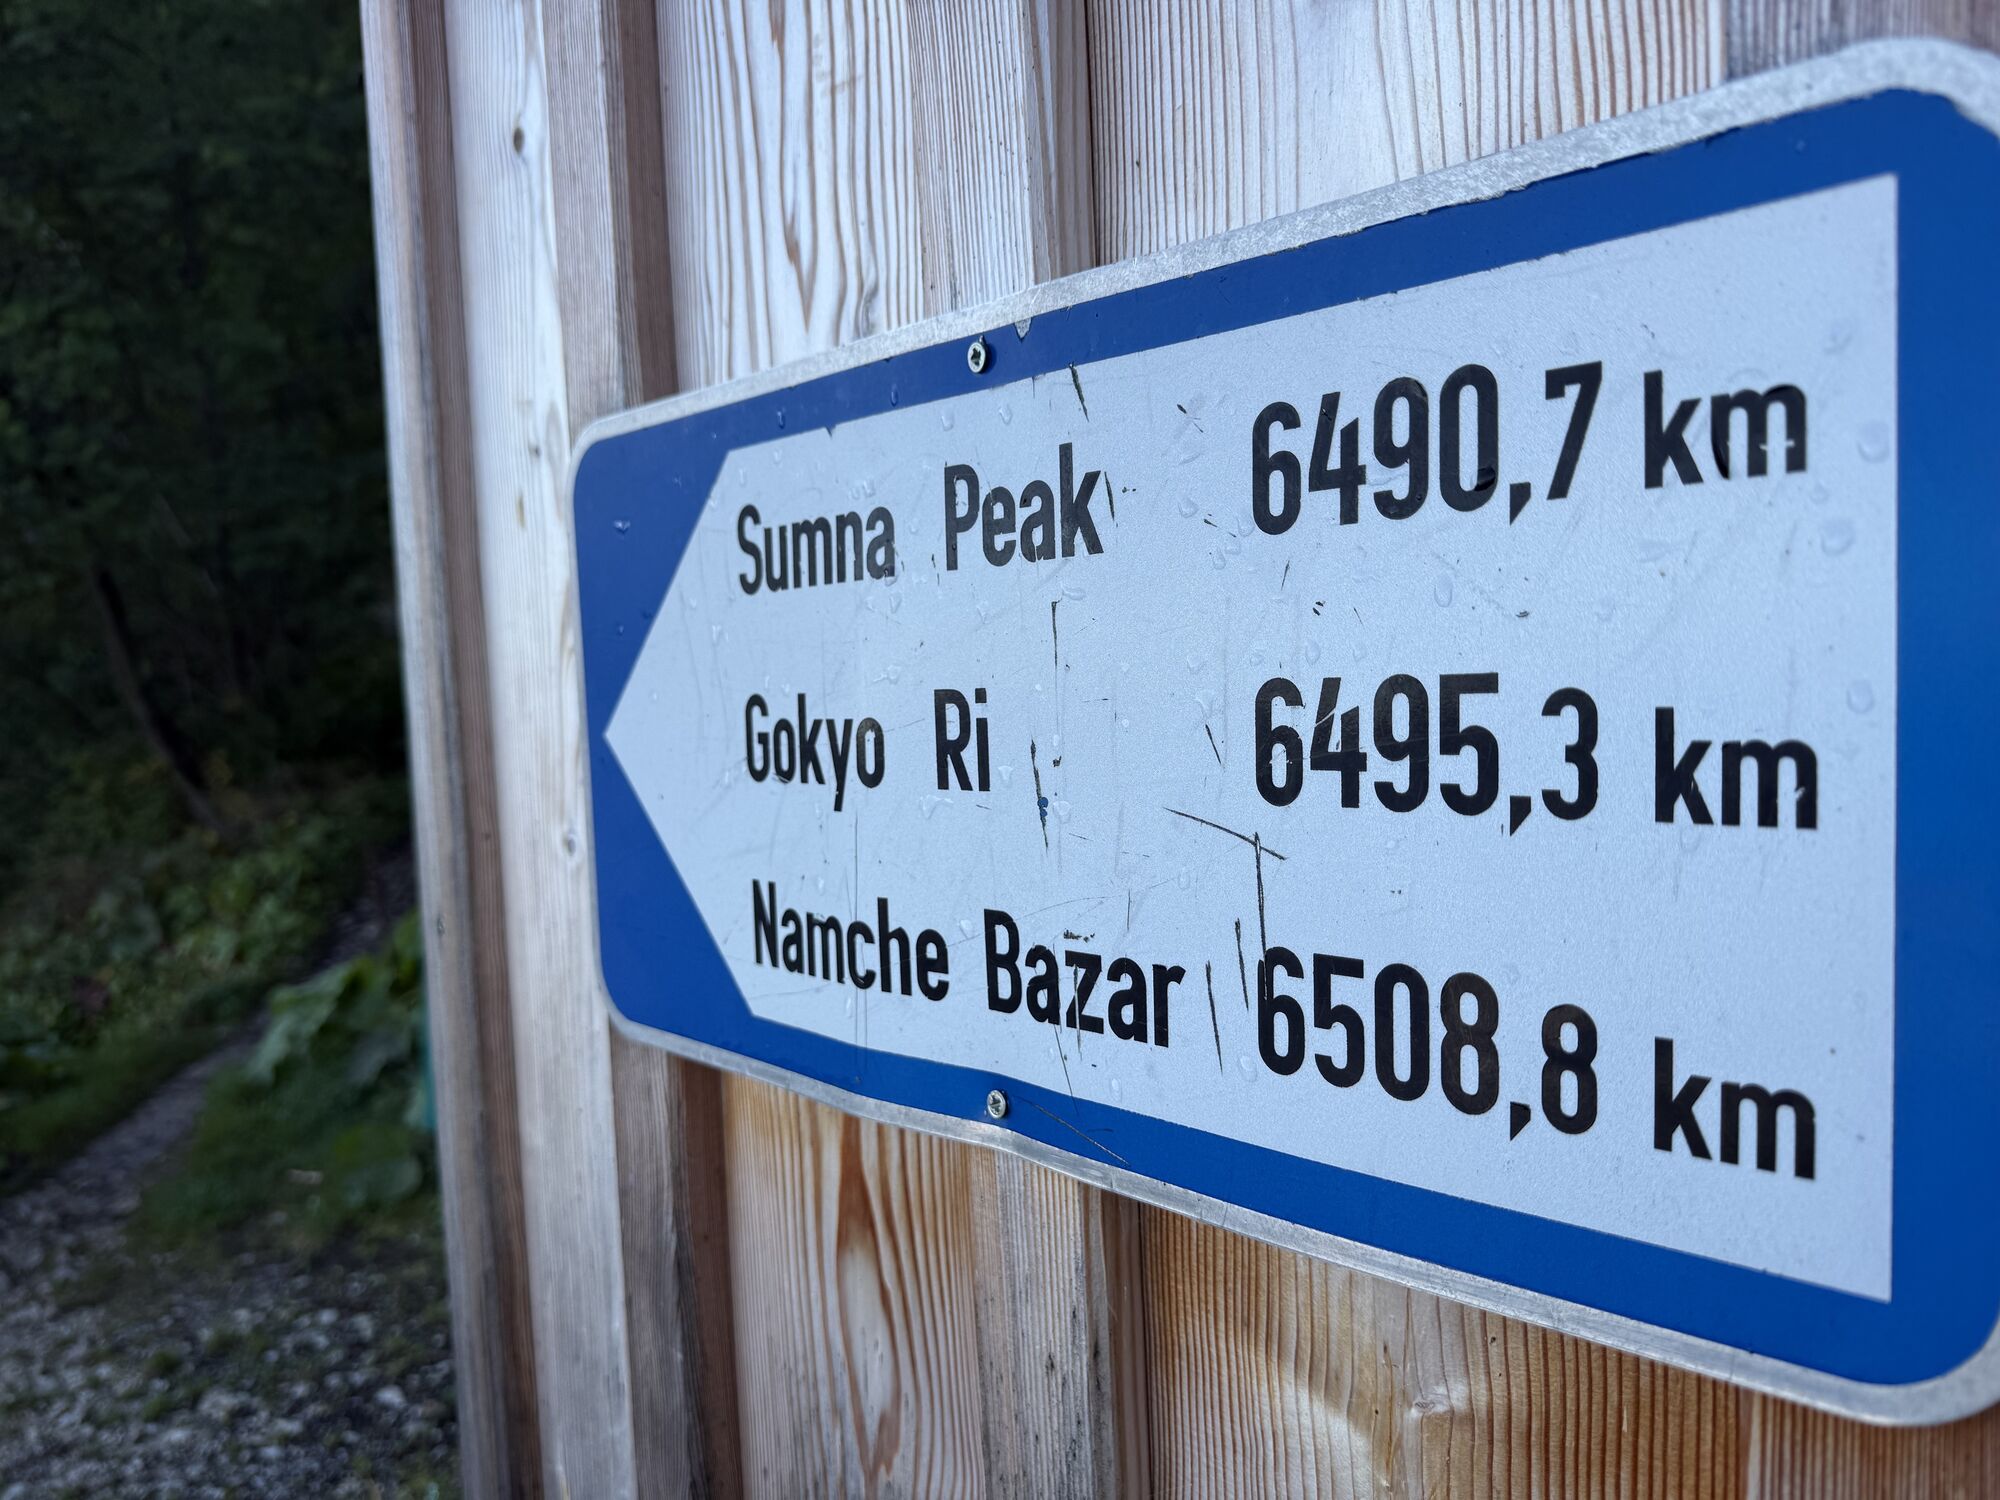 Sumna Peak 6490,7 km
Gokyo Ri 6495,3 km
Namche Bazar 6508,8 km